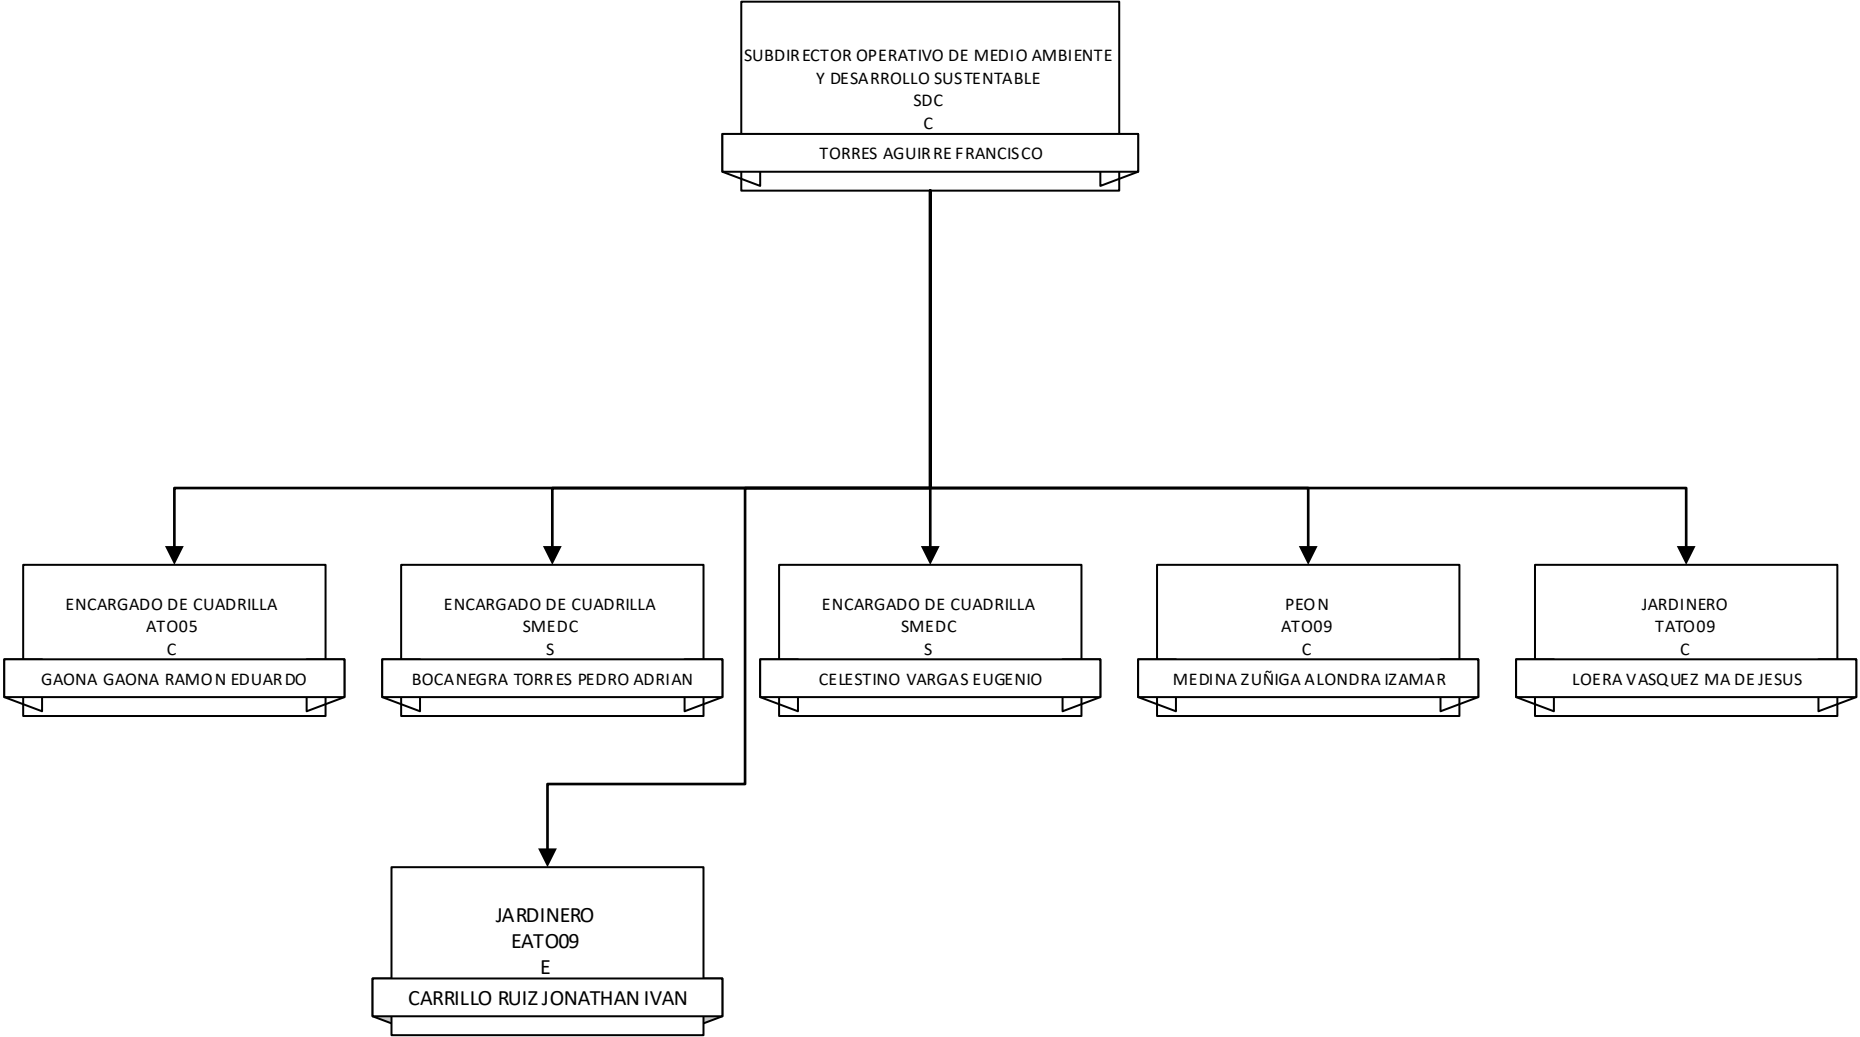 SUBDIRECTOR OPERATIVO DE MEDIO AMBIENTE
Y DESARROLLO SUSTENTABLE
SDC
C
TORRES AGUIRRE FRANCISCO
ENCARGADO DE CUADRILLA
ATO05
C
GAONA GAONA RAMON EDUARDO
ENCARGADO DE CUADRILLA
SMEDC
S
BOCANEGRA TORRES PEDRO ADRIAN
ENCARGADO DE CUADRILLA
SMEDC
S
CELESTINO VARGAS EUGENIO
PEON
ATO09
C
MEDINA ZUÑIGA ALONDRA IZAMAR
JARDINERO
TATO09
C
LOERA VASQUEZ MA DE JESUS
JARDINERO
EATO09
E
CARRILLO RUIZ JONATHAN IVAN